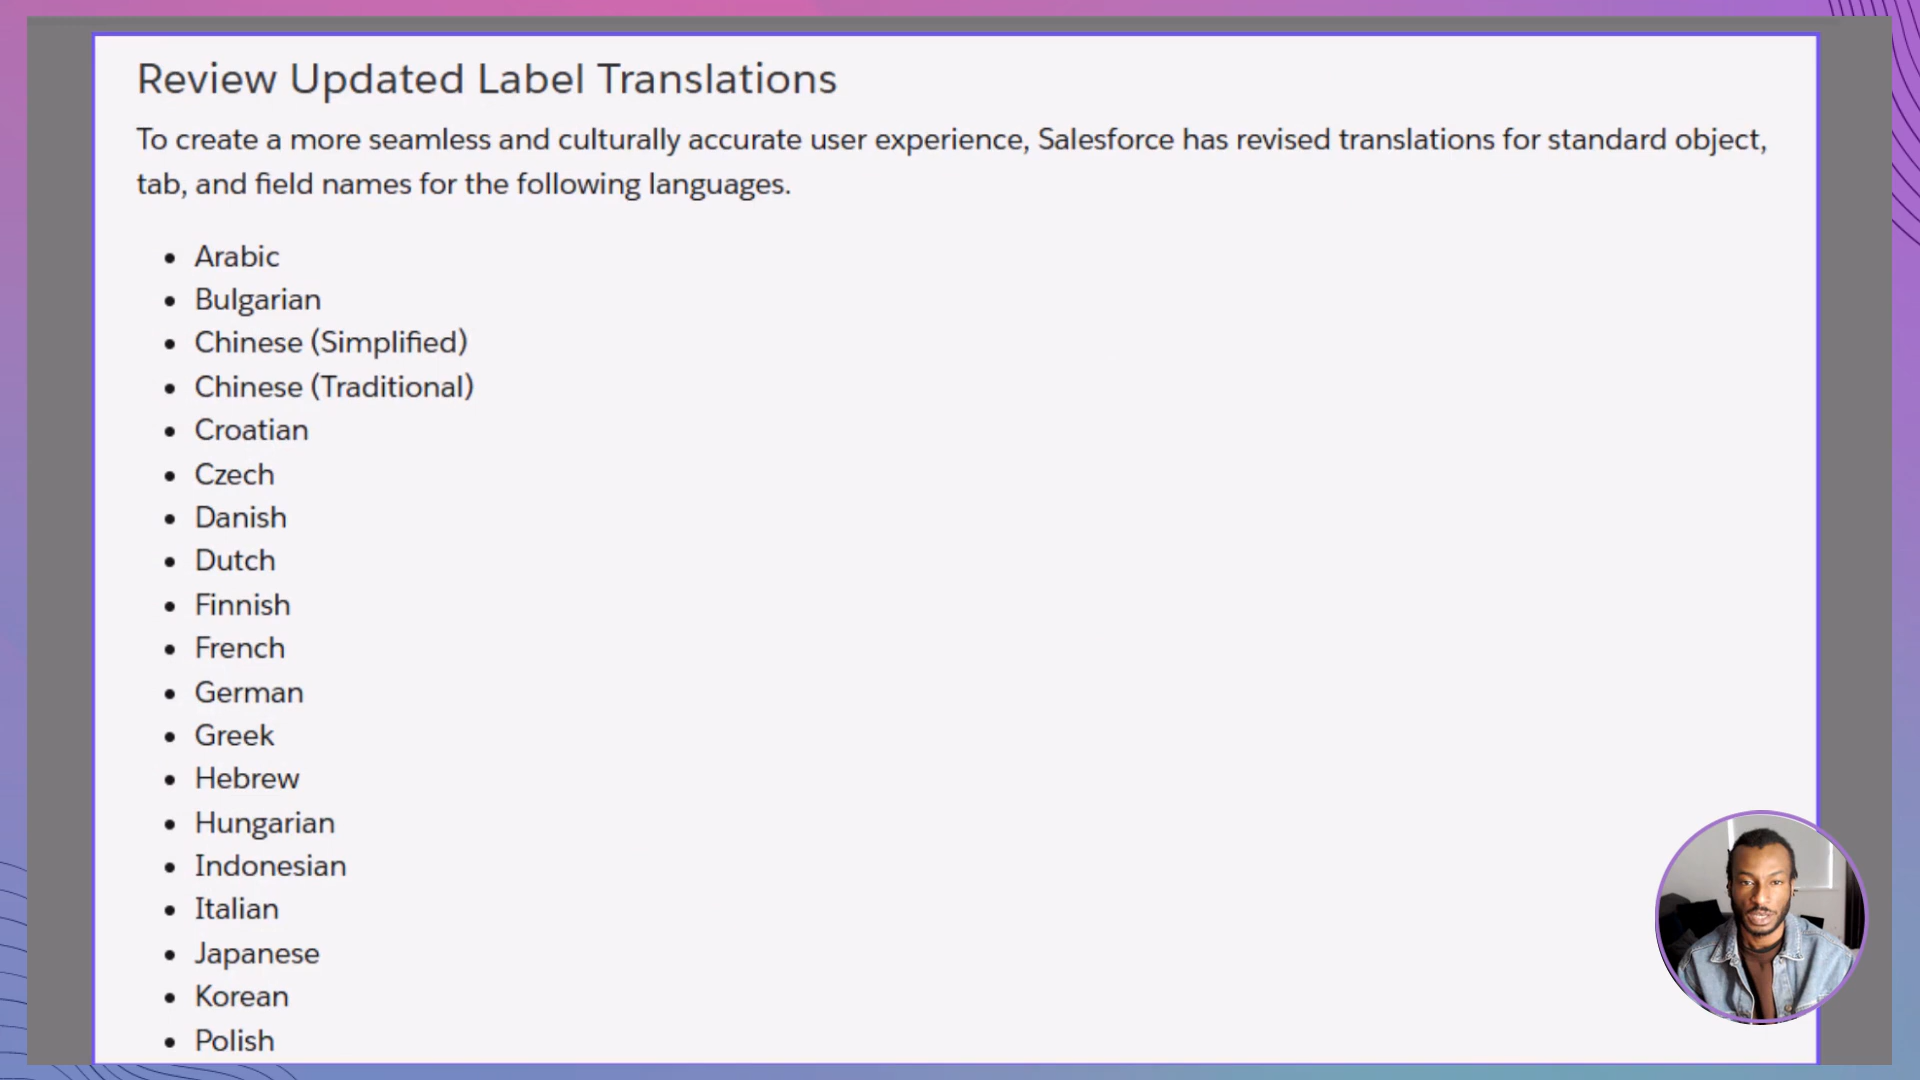 Review Updated Label Translations
To create a more seamless and culturally accurate user experience, Salesforce has revised translations for standard object,
tab, and field names for the following languages.
• Arabic
• Bulgarian
• Chinese (Simplified)
• Chinese (Traditional)
• Croatian
• Czech
• Danish
• Dutch
• Finnish
• French
• German
• Greek
• Hebrew
• Hungarian
• Indonesian
• Italian
• Japanese
• Korean
• Polish